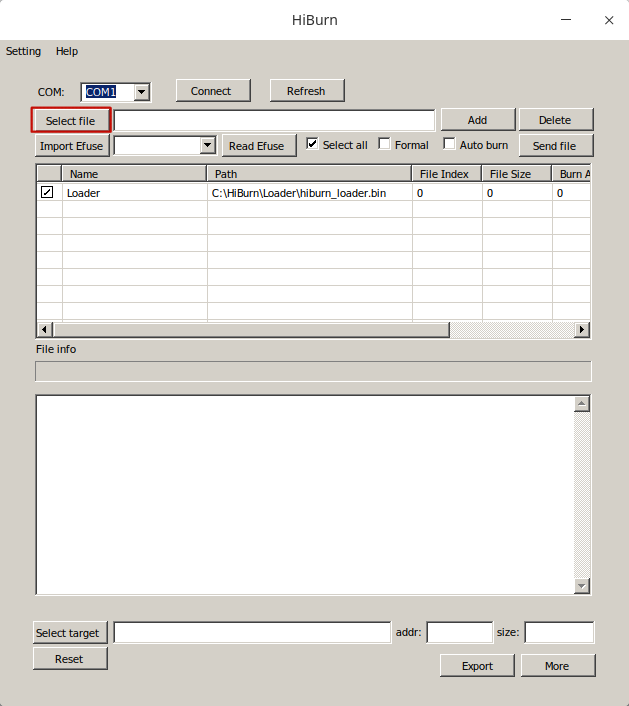 HiBurn
Setting Help
COM: COM1 Connect Refresh
Select file Add Delete
Import Efuse Read Efuse Select all Formal Auto burn Send file
Name Path File Index File Size Burn A
Loader C:\HiBurn\Loader\hiburn_loader.bin 0 0 0
File info
Select target addr: size:
Reset
Export More